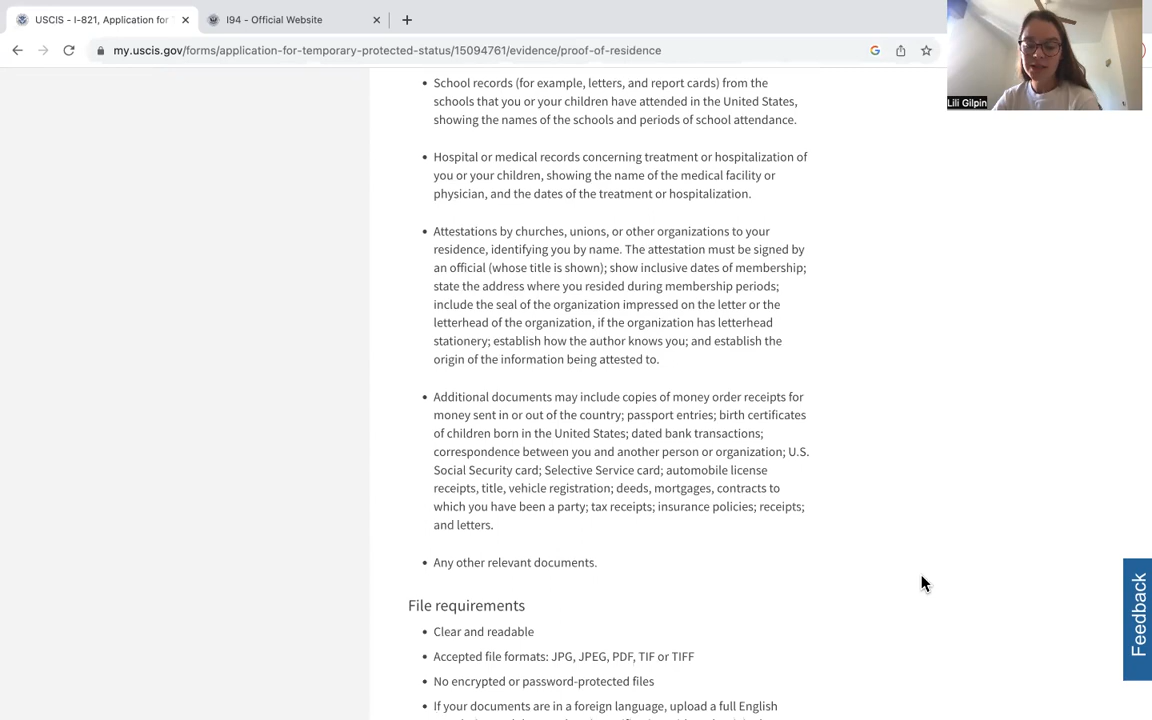 USCIS - I-821, Application for
I94 - Official Website
my.uscis.gov/forms/application-for-temporary-protected-status/15094761/evidence/proof-of-residence
Lili Gilpin
School records (for example, letters, and report cards) from the
schools that you or your children have attended in the United States,
showing the names of the schools and periods of school attendance.
Hospital or medical records concerning treatment or hospitalization of
you or your children, showing the name of the medical facility or
physician, and the dates of the treatment or hospitalization.
Attestations by churches, unions, or other organizations to your
residence, identifying you by name. The attestation must be signed by
an official (whose title is shown); show inclusive dates of membership;
state the address where you resided during membership periods;
include the seal of the organization impressed on the letter or the
letterhead of the organization, if the organization has letterhead
stationery; establish how the author knows you; and establish the
origin of the information being attested to.
Additional documents may include copies of money order receipts for
money sent in or out of the country; passport entries; birth certificates
of children born in the United States; dated bank transactions;
correspondence between you and another person or organization; U.S.
Social Security card; Selective Service card; automobile license
receipts, title, vehicle registration; deeds, mortgages, contracts to
which you have been a party; tax receipts; insurance policies; receipts;
and letters.
Any other relevant documents.
File requirements
Clear and readable
Accepted file formats: JPG, JPEG, PDF, TIF or TIFF
No encrypted or password-protected files
If your documents are in a foreign language, upload a full English
Feedback